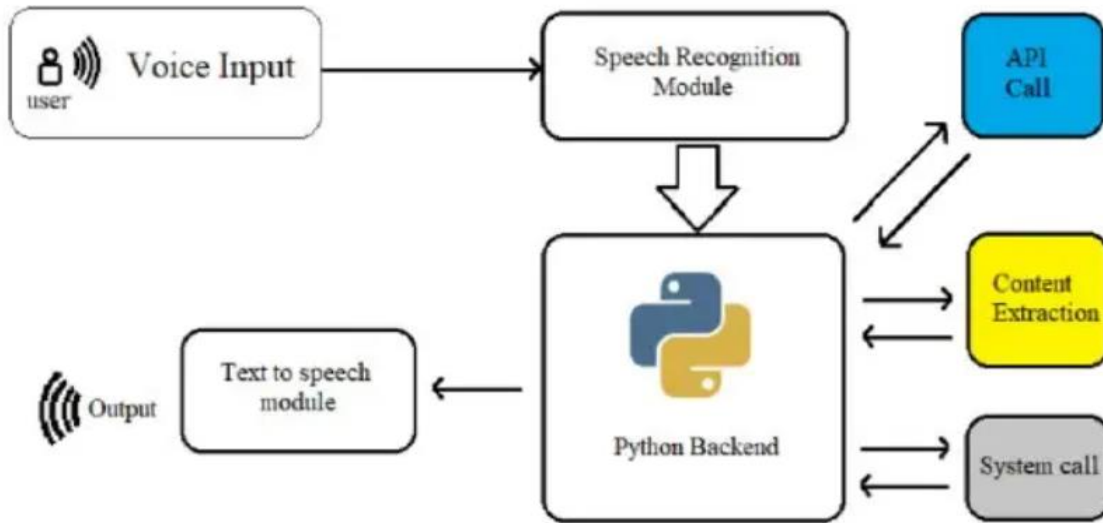 Voice Input
user
Speech Recognition
Module
API
Call
Content
Extraction
Text to speech
module
Output
Python Backend
System call